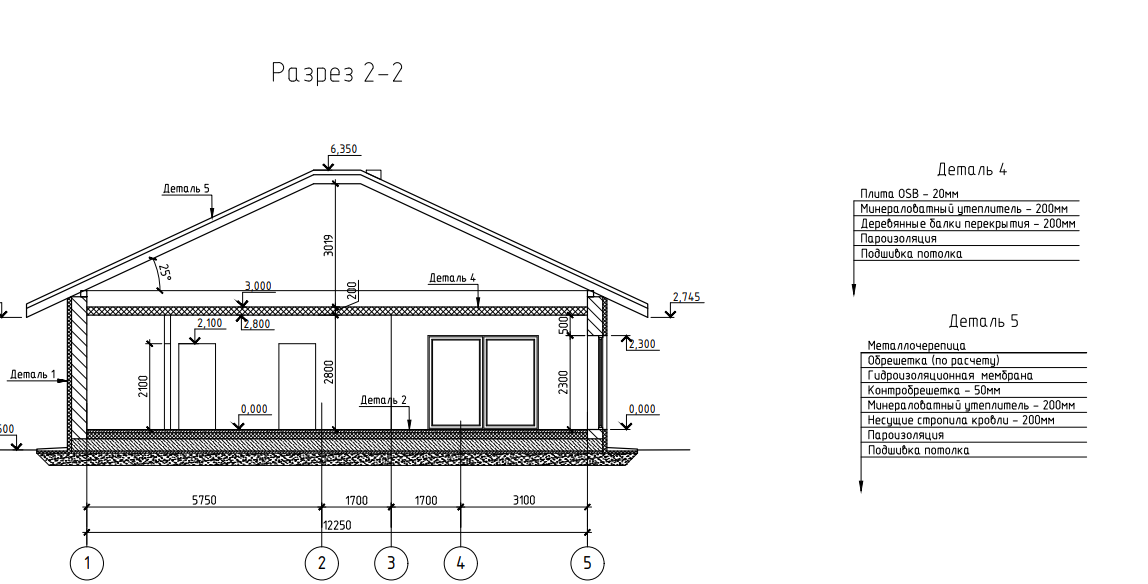 Разрез 2-2
6,350
Деталь 5
3019
25°
3,000
200
Деталь 4
2,745
2,100
2,800
500
2,300
2100
2800
2300
Деталь 1
0,000
Деталь 2
0,000
5750
1700
1700
3100
12250
1
2
3
4
5
Деталь 4
Плита OSB - 20мм
Минераловатный утеплитель - 200мм
Деревянные балки перекрытия - 200мм
Пароизоляция
Подшивка потолка
Деталь 5
Металлочерепица
Обрешетка (по расчету)
Гидроизоляционная мембрана
Контробрешетка - 50мм
Минераловатный утеплитель - 200мм
Несущие стропила кровли - 200мм
Пароизоляция
Подшивка потолка